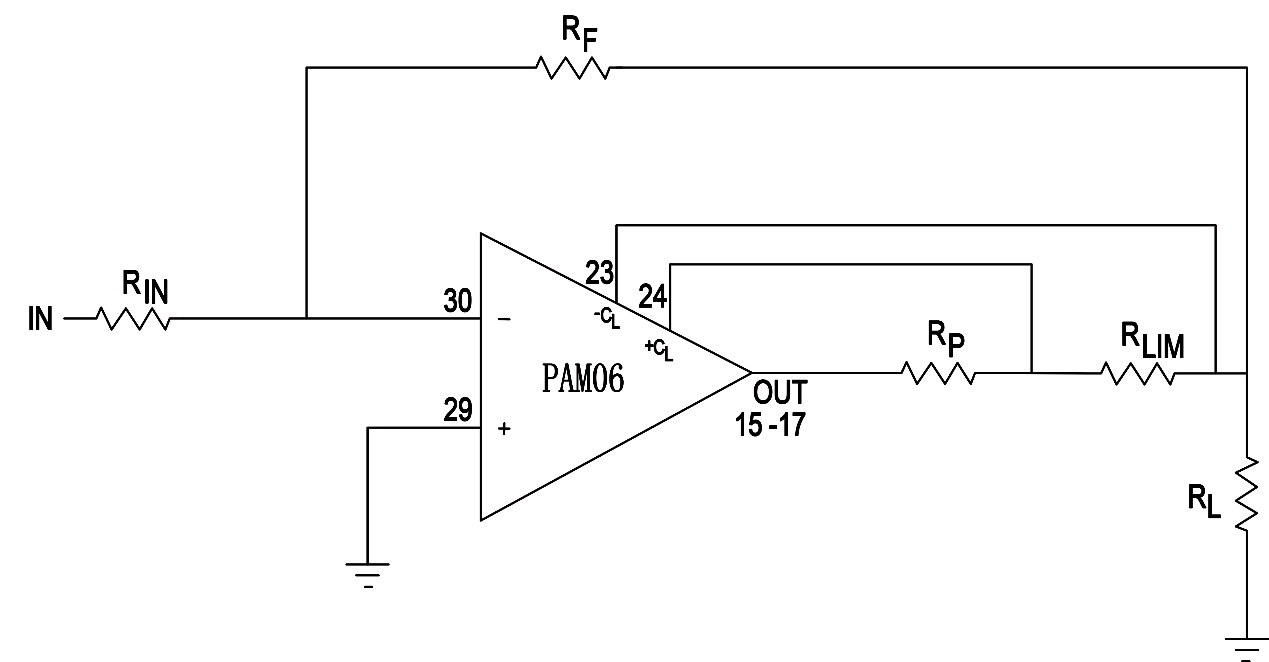 RF
RIN
IN
30
−
23
-CL
24
+CL
PAM06
29
+
OUT
15-17
RP
RLIM
RL